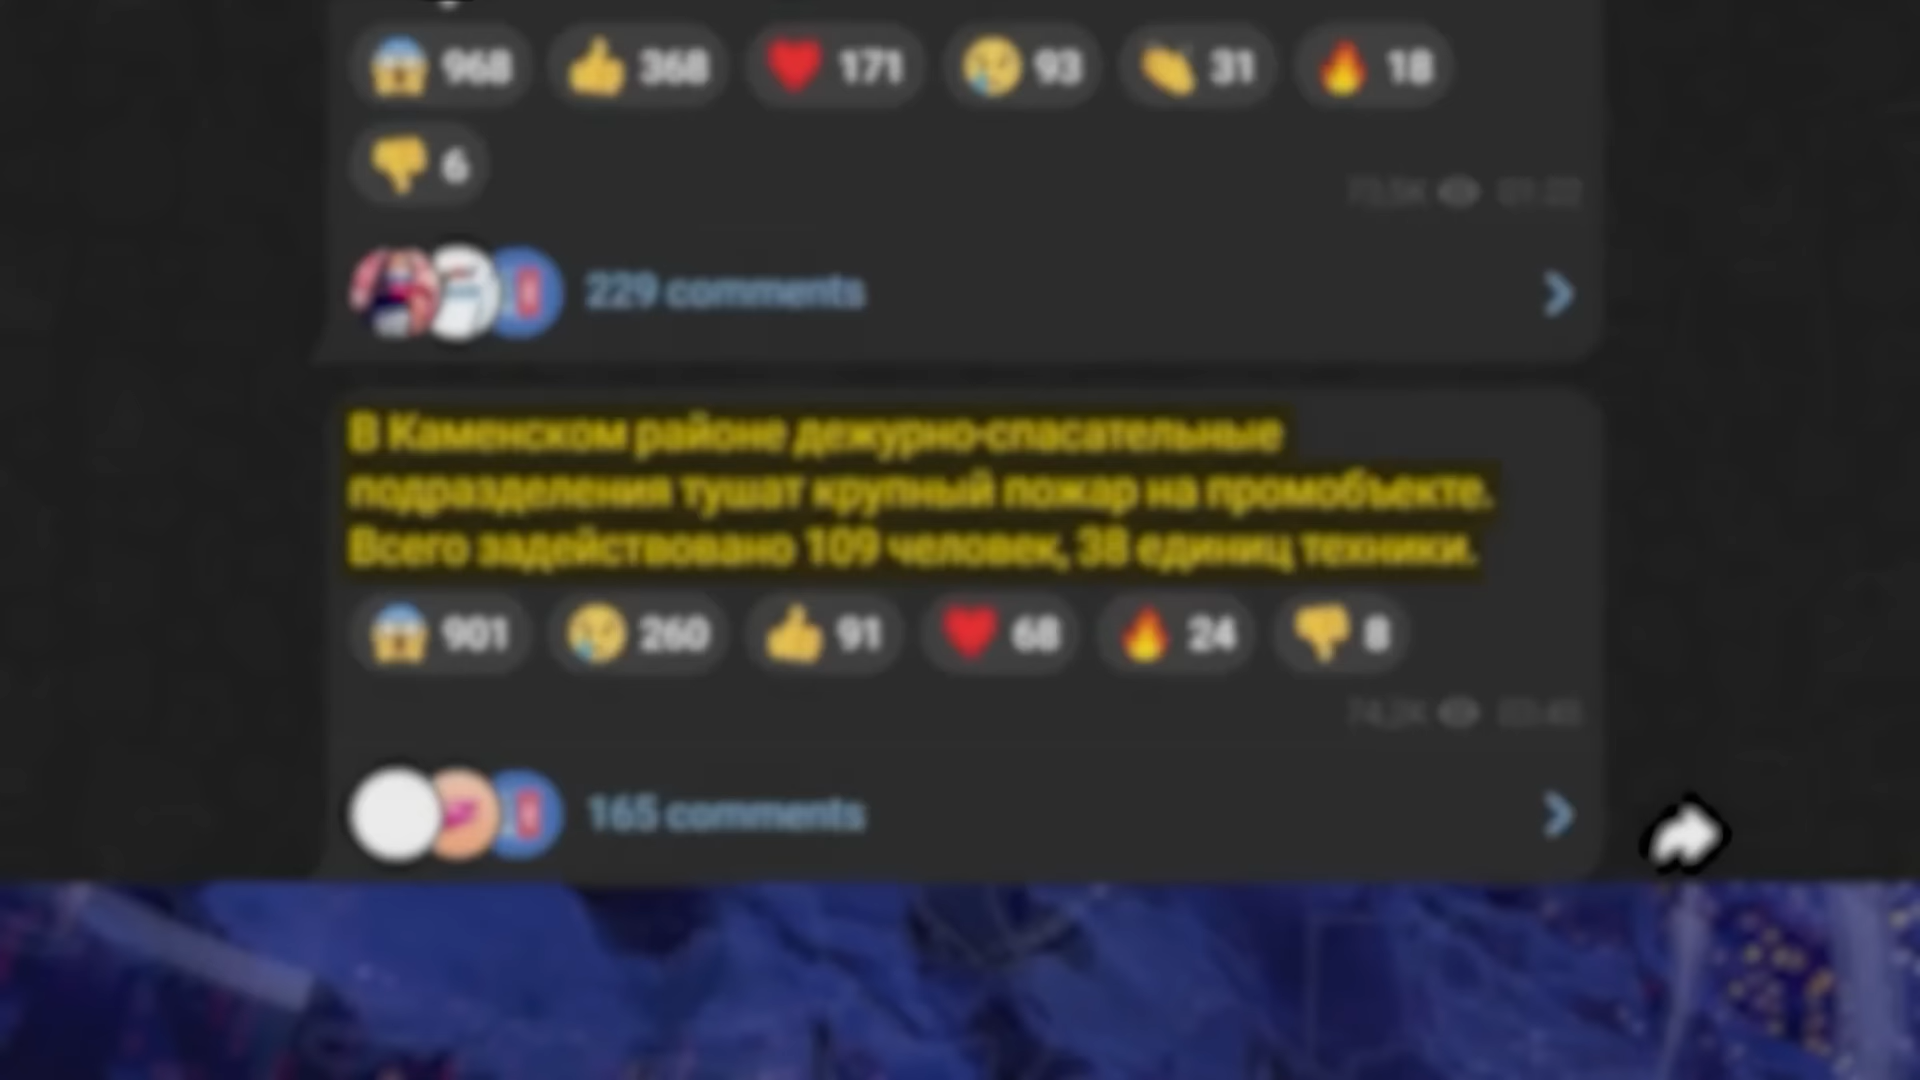 968 368 171 93 31 18
6
229 comments
В Каменском районе дежурно-спасательные
подразделения тушат крупный пожар на промобъекте.
Всего задействовано 109 человек, 38 единиц техники.
901 260 91 68 24 8
165 comments